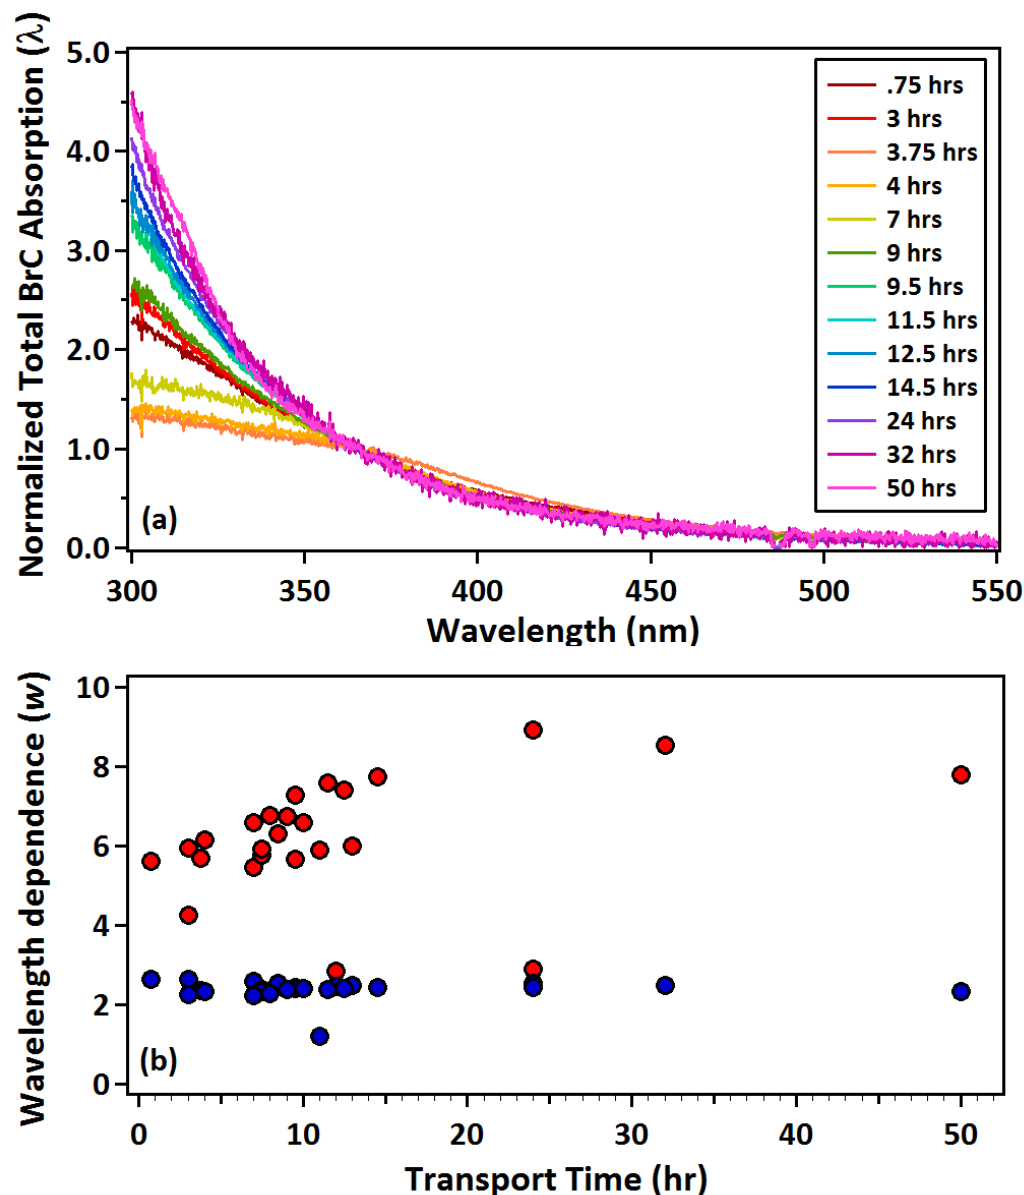 Normalized Total BrC Absorption (λ)
5.0
4.0
3.0
2.0
1.0
0.0
(a)
.75 hrs
3 hrs
3.75 hrs
4 hrs
7 hrs
9 hrs
9.5 hrs
11.5 hrs
12.5 hrs
14.5 hrs
24 hrs
32 hrs
50 hrs
300 350 400 450 500 550
Wavelength (nm)
Wavelength dependence (w)
10
8
6
4
2
0
(b)
0 10 20 30 40 50
Transport Time (hr)